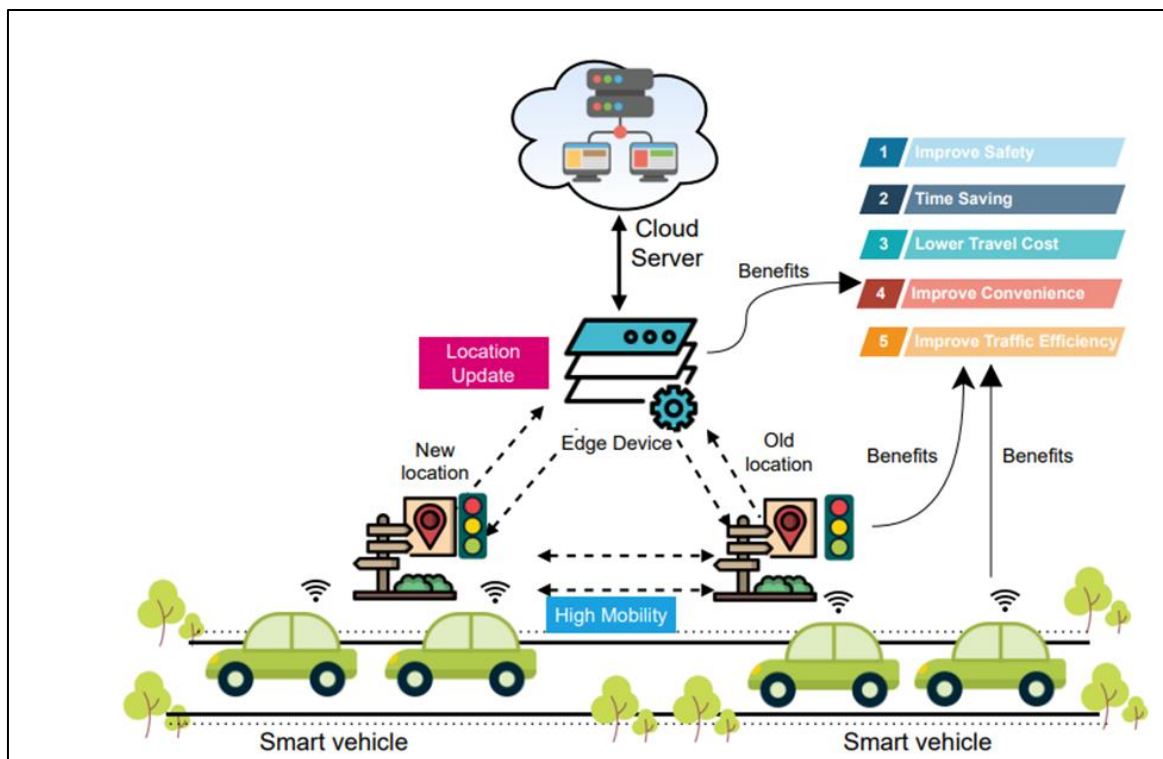 1 Improve Safety
2 Time Saving
3 Lower Travel Cost
4 Improve Convenience
5 Improve Traffic Efficiency
Cloud
Server
Benefits
Location
Update
Edge Device
New
location
Old
location
Benefits
Benefits
High Mobility
Smart vehicle
Smart vehicle